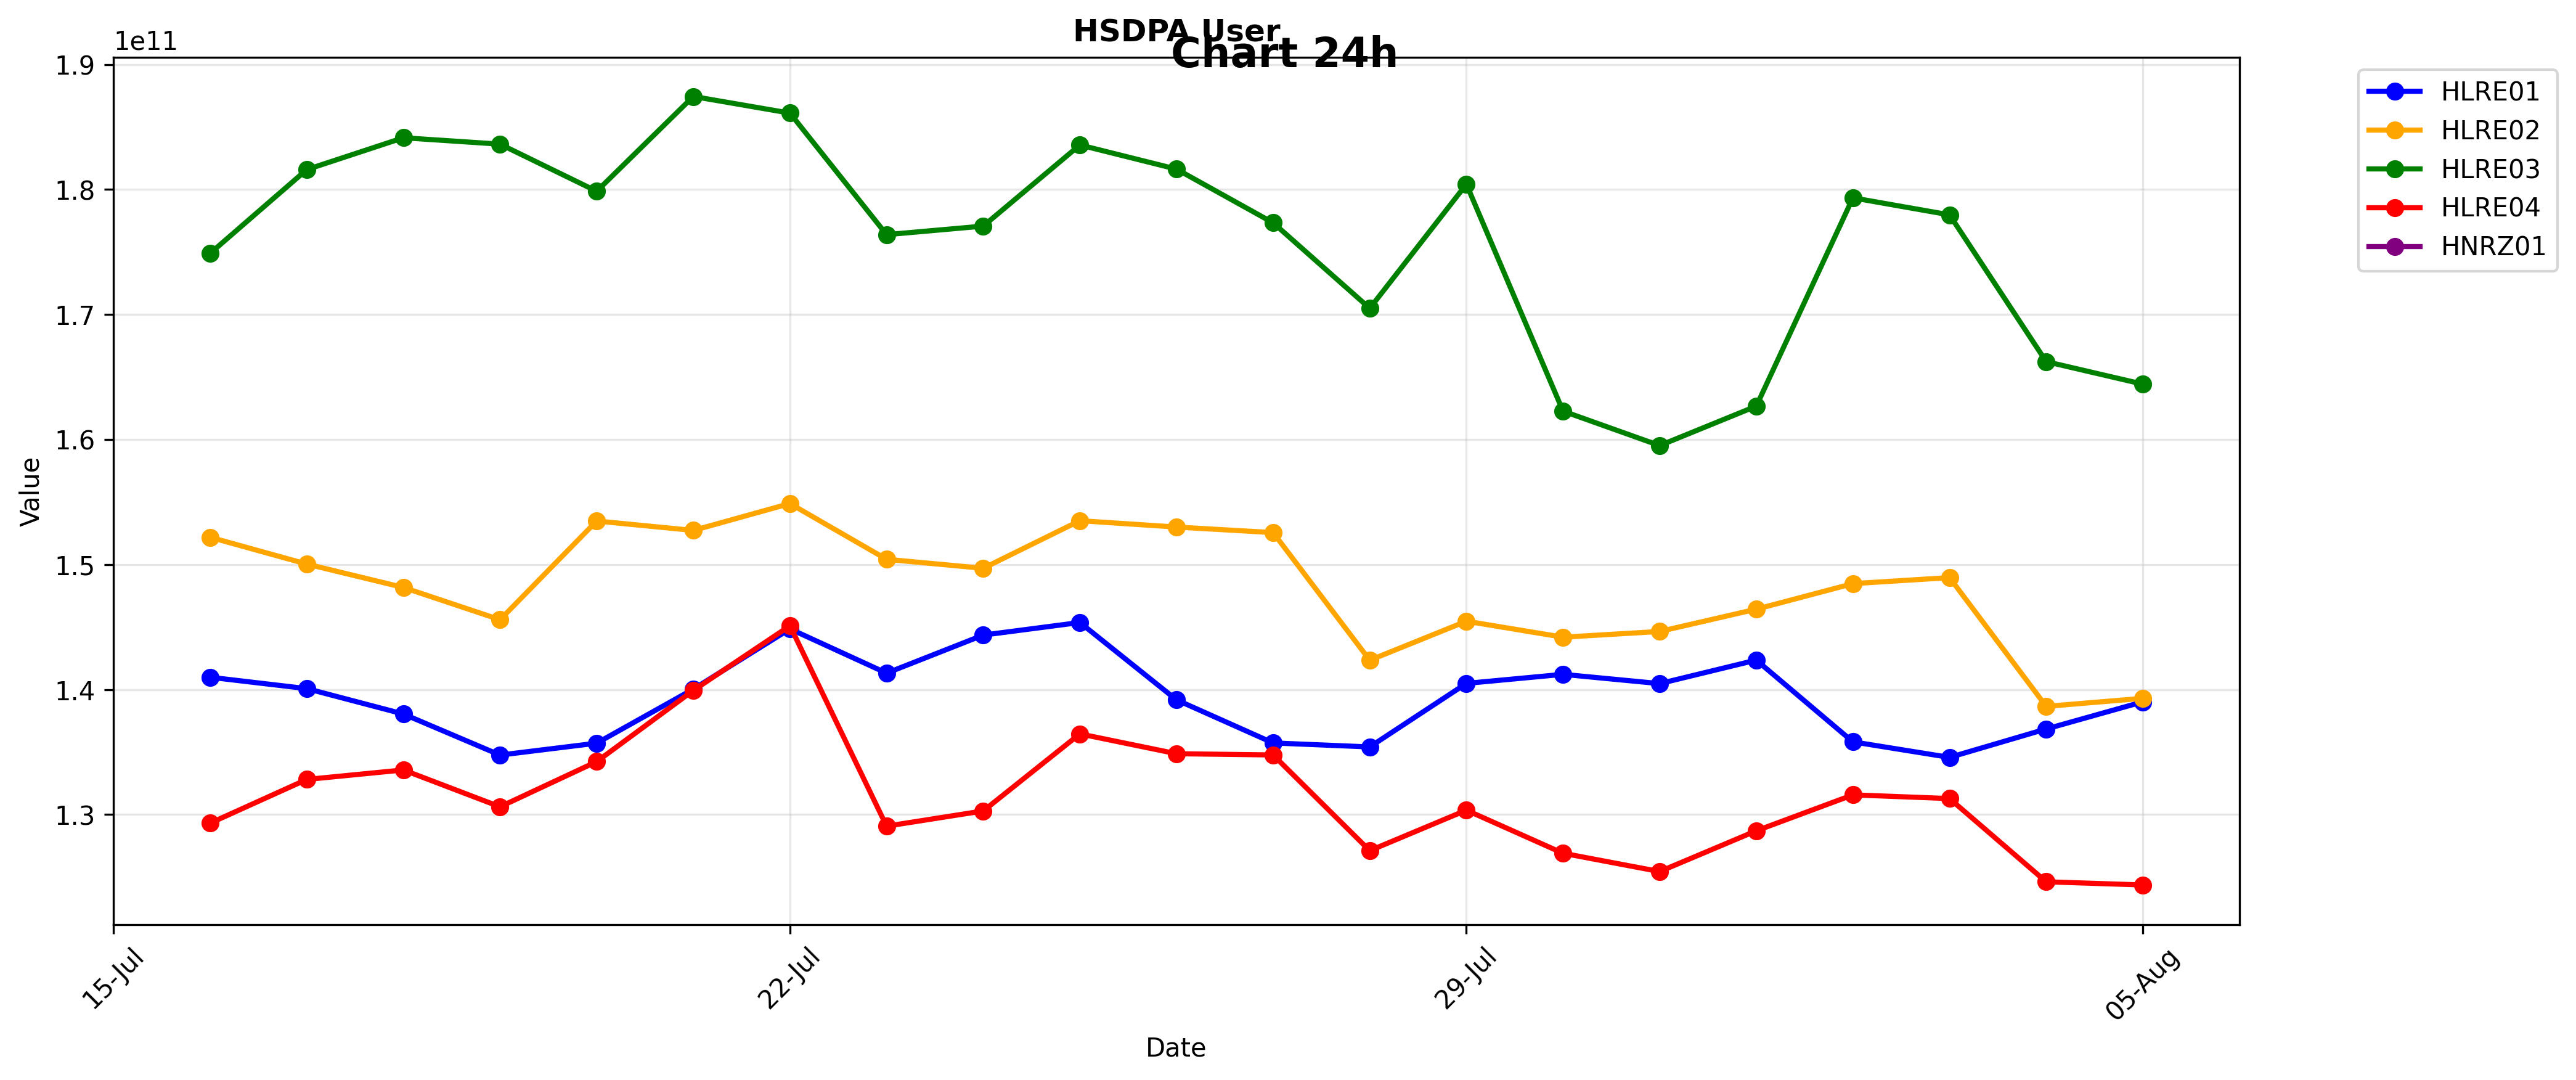 HSDPA User
Chart 24h
1e11
1.9
1.8
1.7
1.6
1.5
1.4
1.3
Value
15-Jul
22-Jul
29-Jul
05-Aug
Date
HLRE01
HLRE02
HLRE03
HLRE04
HNRZ01